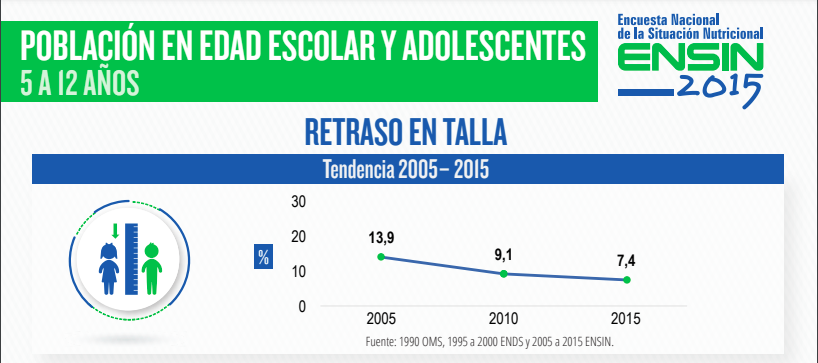 POBLACIÓN EN EDAD ESCOLAR Y ADOLESCENTES
5 A 12 AÑOS
Encuesta Nacional
de la Situación Nutricional
ENSIN
2015
RETRASO EN TALLA
Tendencia 2005– 2015
30
20
10
0
%
13,9
9,1
7,4
2005
2010
2015
Fuente: 1990 OMS, 1995 a 2000 ENDS y 2005 a 2015 ENSIN.